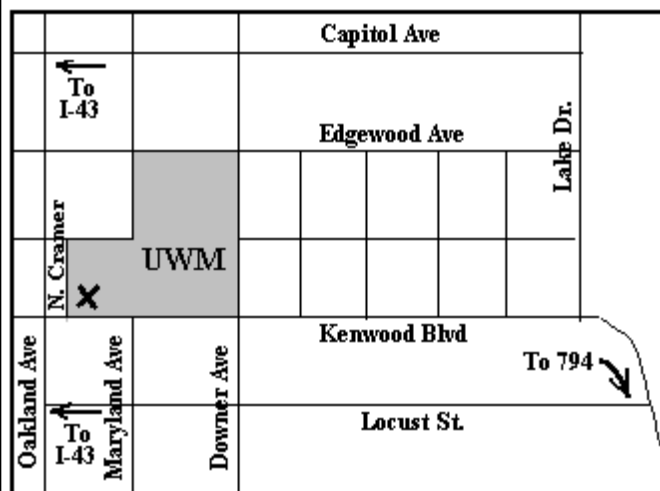 Capitol Ave
To
I-43
Edgewood Ave
Lake Dr.
N. Cramer
UWM
X
Kenwood Blvd
To 794
Oakland Ave
Maryland Ave
Downer Ave
Locust St.
To
I-43